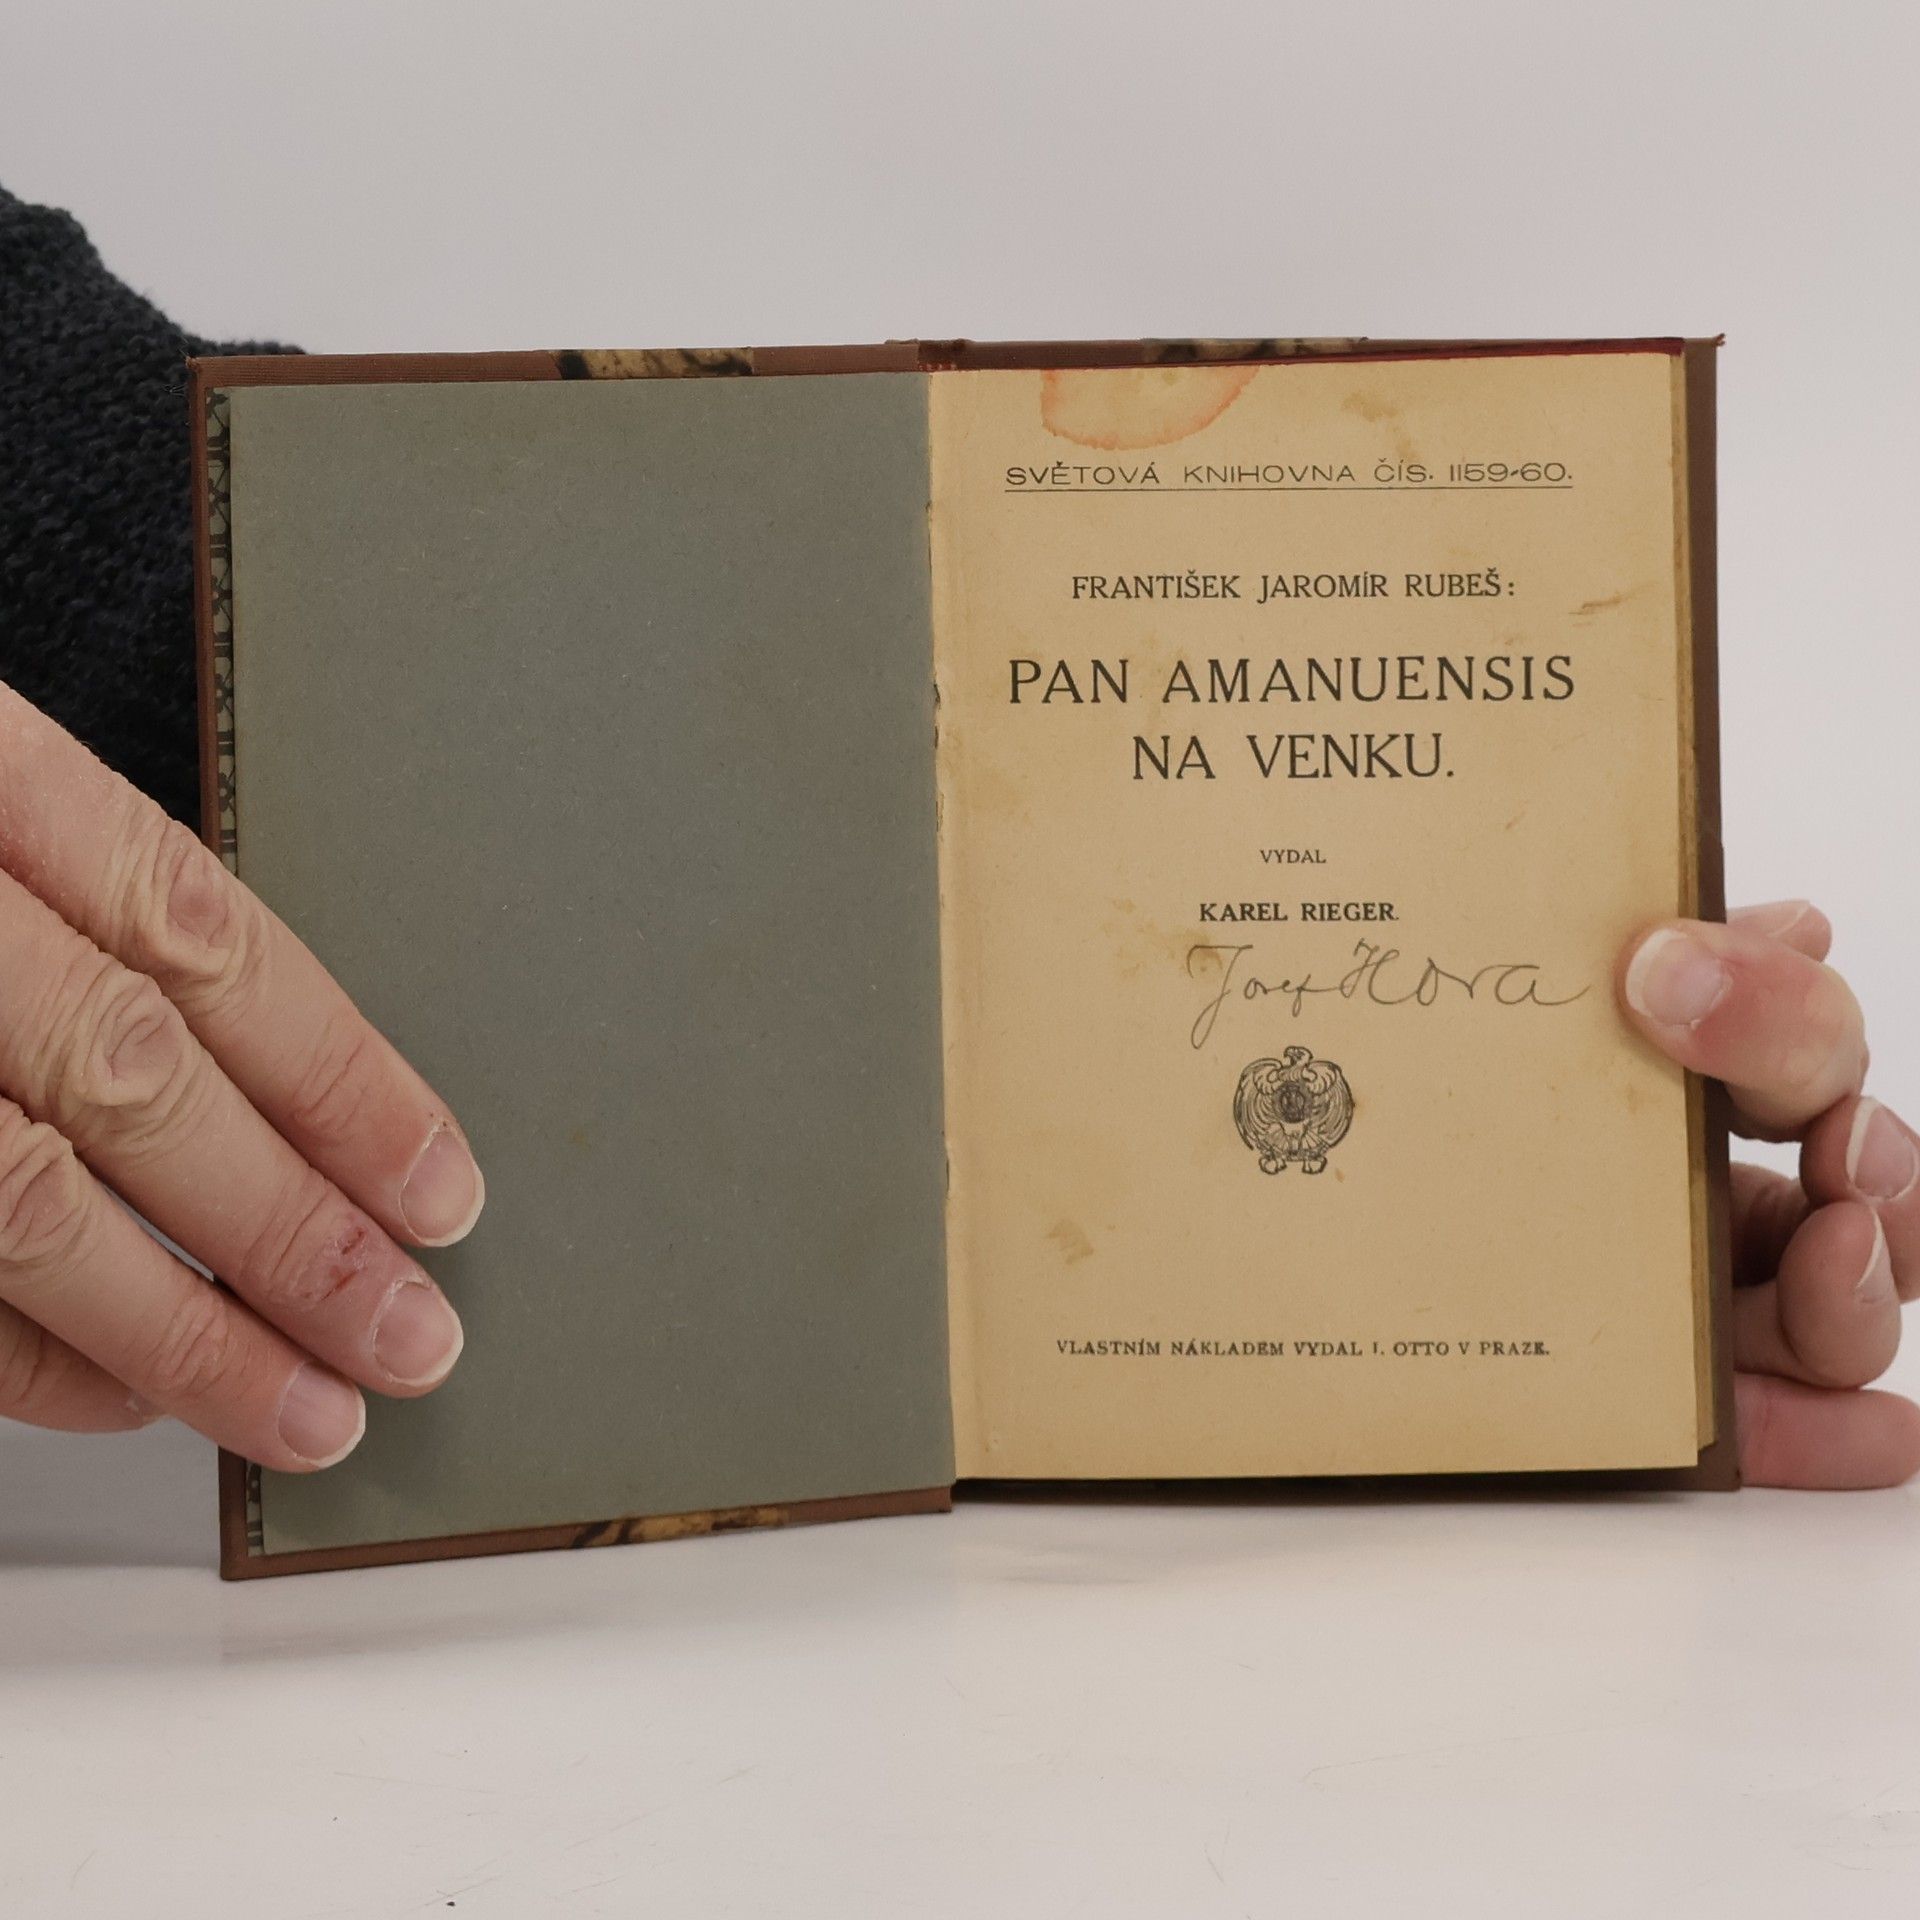 SVĚTOVÁ KNIHOVNA ČÍS. 1159-60.
FRANTIŠEK JAROMÍR RUBEŠ:
PAN AMANUENSIS
NA VENKU.
VYDAL
KAREL RIEGER.
Josef Hora
VLASTNÍM NÁKLADEM VYDAL J. OTTO V PRAZE.